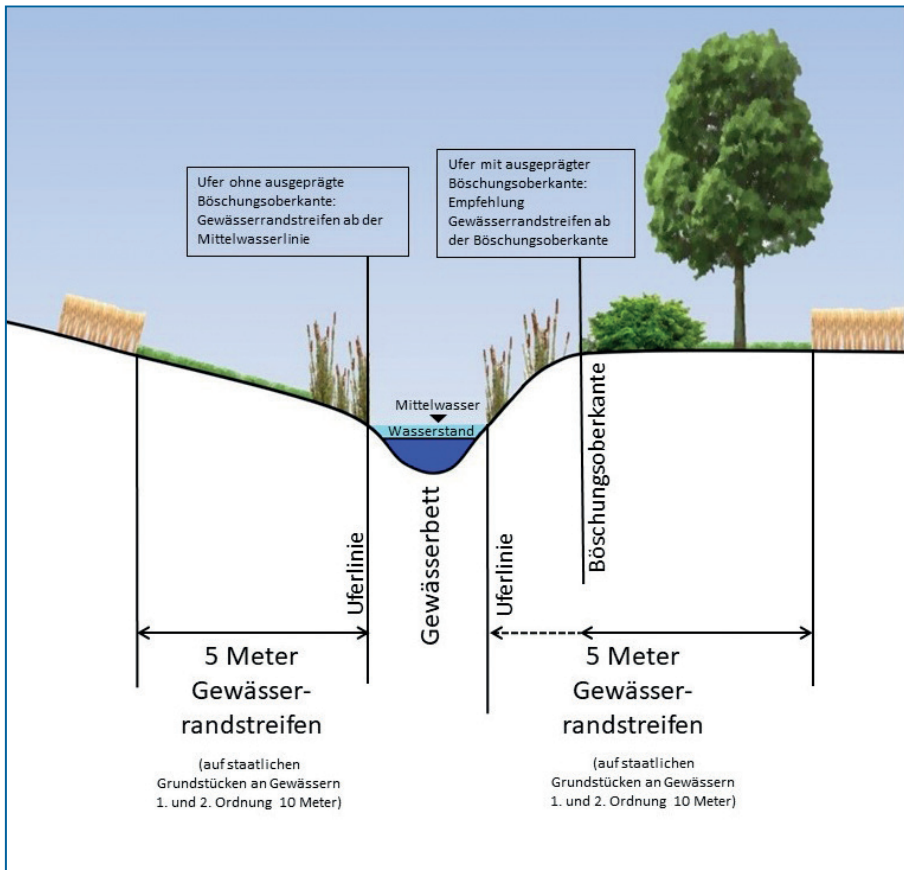 Ufer ohne ausgeprägte
Böschungsoberkante:
Gewässerrandstreifen ab der
Mittelwasserlinie
Ufer mit ausgeprägter
Böschungsoberkante:
Empfehlung
Gewässerrandstreifen ab
der Böschungsoberkante
Mittelwasser
Wasserstand
Uferlinie
Gewässerbett
Uferlinie
Böschungsoberkante
5 Meter
Gewässer-
randstreifen
(auf staatlichen
Grundstücken an Gewässern
1. und 2. Ordnung 10 Meter)
5 Meter
Gewässer-
randstreifen
(auf staatlichen
Grundstücken an Gewässern
1. und 2. Ordnung 10 Meter)